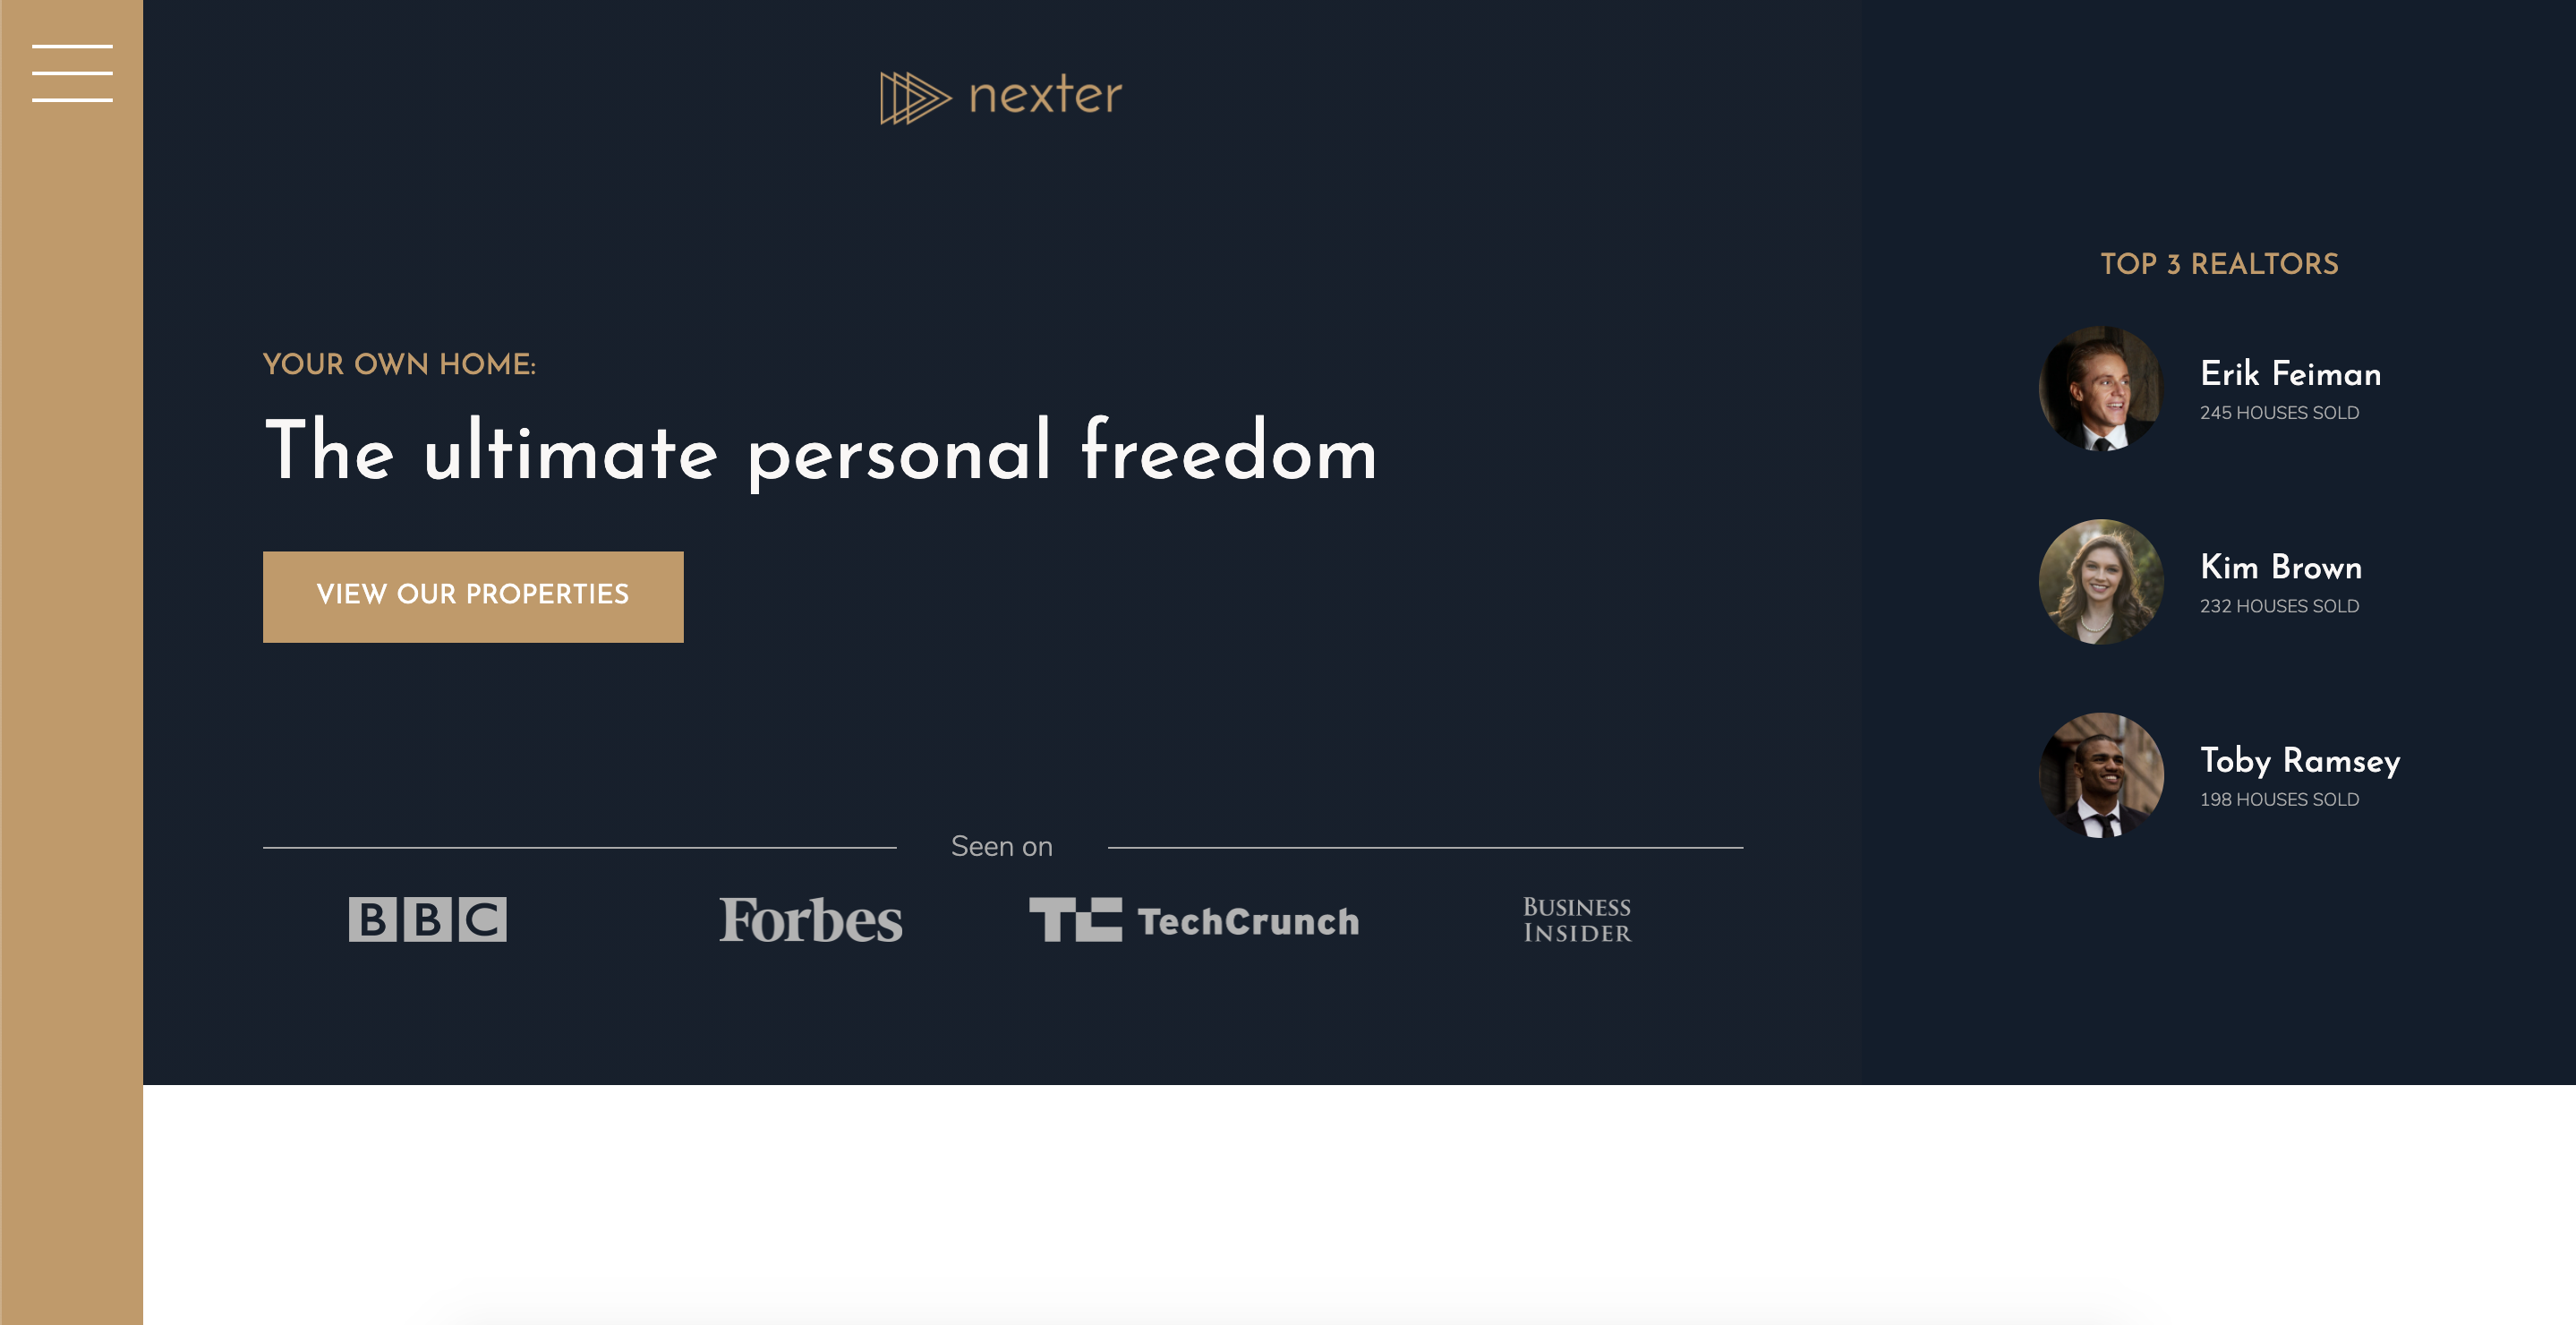 nexter
YOUR OWN HOME:
The ultimate personal freedom
VIEW OUR PROPERTIES
Seen on
BBC
Forbes
TC TechCrunch
BUSINESS
INSIDER
TOP 3 REALTORS
Erik Feiman
245 HOUSES SOLD
Kim Brown
232 HOUSES SOLD
Toby Ramsey
198 HOUSES SOLD